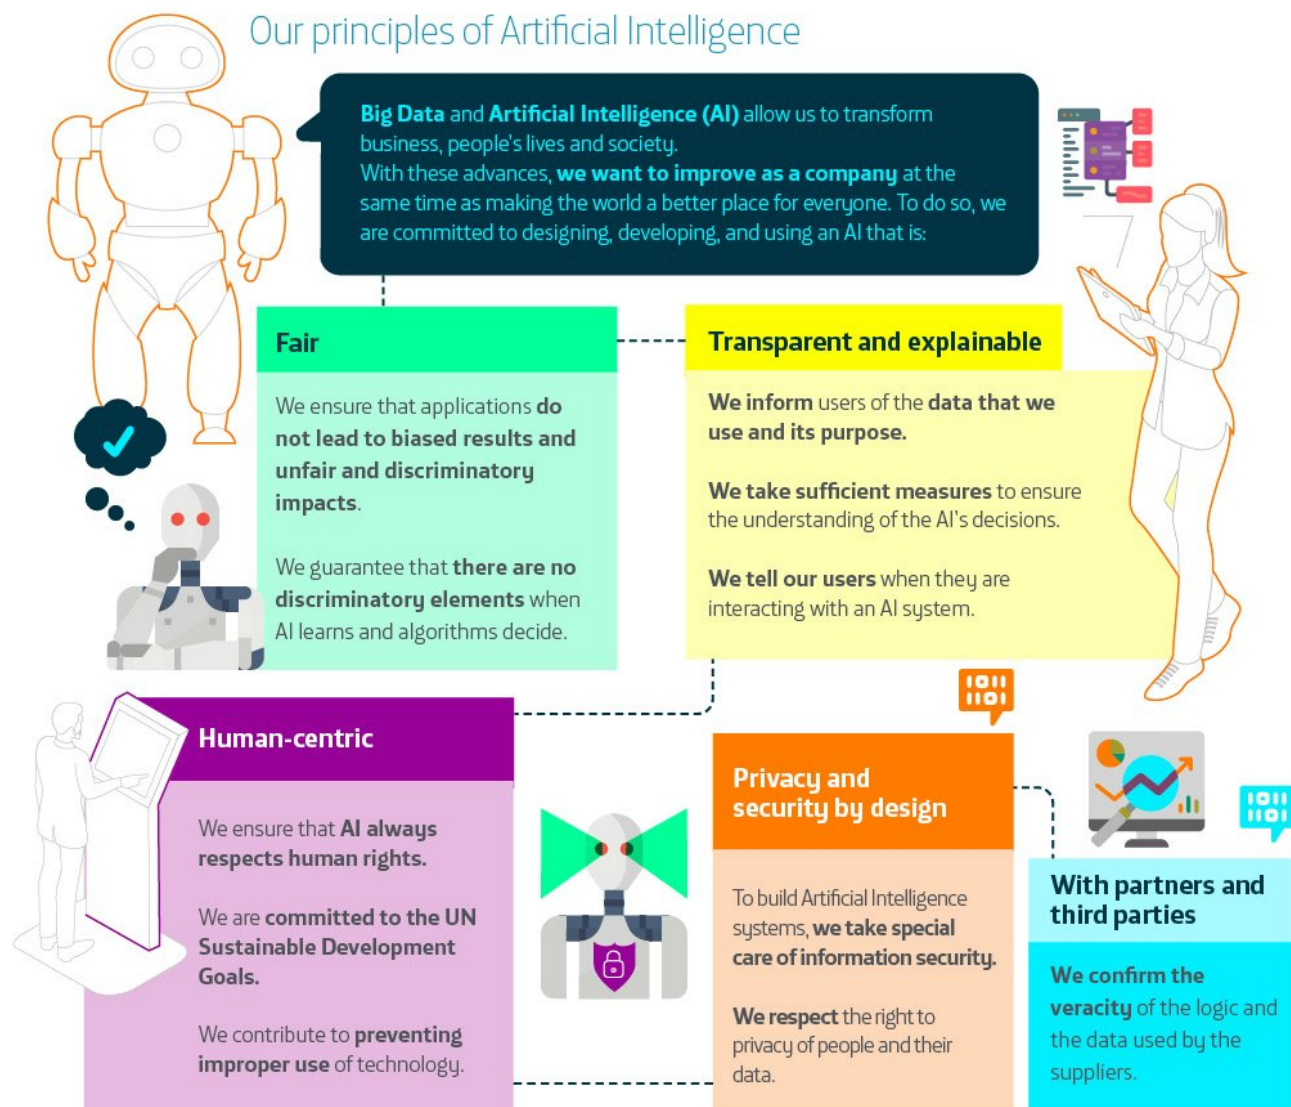 Our principles of Artificial Intelligence
Big Data and Artificial Intelligence (AI) allow us to transform
business, people's lives and society.
With these advances, we want to improve as a company at the
same time as making the world a better place for everyone. To do so, we
are committed to designing, developing, and using an AI that is:
Fair
We ensure that applications do
not lead to biased results and
unfair and discriminatory
impacts.
We guarantee that there are no
discriminatory elements when
AI learns and algorithms decide.
Transparent and explainable
We inform users of the data that we
use and its purpose.
We take sufficient measures to ensure
the understanding of the AI's decisions.
We tell our users when they are
interacting with an AI system.
Human-centric
We ensure that AI always
respects human rights.
We are committed to the UN
Sustainable Development
Goals.
We contribute to preventing
improper use of technology.
1011
1101
Privacy and
security by design
To build Artificial Intelligence
systems, we take special
care of information security.
We respect the right to
privacy of people and their
data.
1011
1101
With partners and
third parties
We confirm the
veracity of the logic and
the data used by the
suppliers.